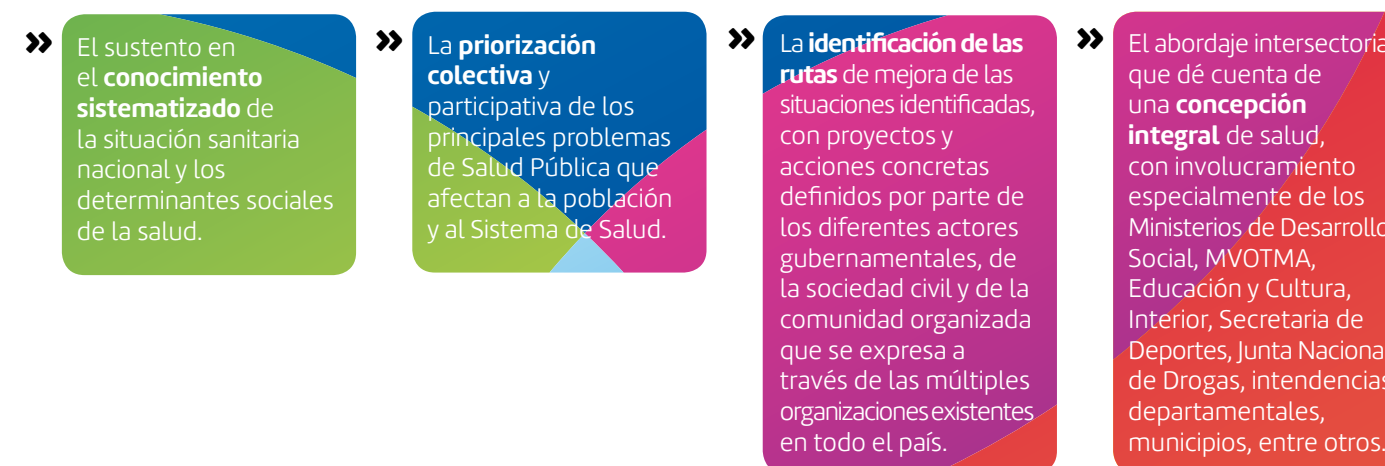 » El sustento en
el conocimiento
sistematizado de
la situación sanitaria
nacional y los
determinantes sociales
de la salud.
» La priorización
colectiva y
participativa de los
principales problemas
de Salud Pública que
afectan a la población
y al Sistema de Salud.
» La identificación de las
rutas de mejora de las
situaciones identificadas,
con proyectos y
acciones concretas
definidos por parte de
los diferentes actores
gubernamentales, de
la sociedad civil y de la
comunidad organizada
que se expresa a
través de las múltiples
organizaciones existentes
en todo el país.
» El abordaje intersectoria
que dé cuenta de
una concepción
integral de salud,
con involucramiento
especialmente de los
Ministerios de Desarrollo
Social, MVOTMA,
Educación y Cultura,
Interior, Secretaria de
Deportes, Junta Naciona
de Drogas, intendencias
departamentales,
municipios, entre otros.